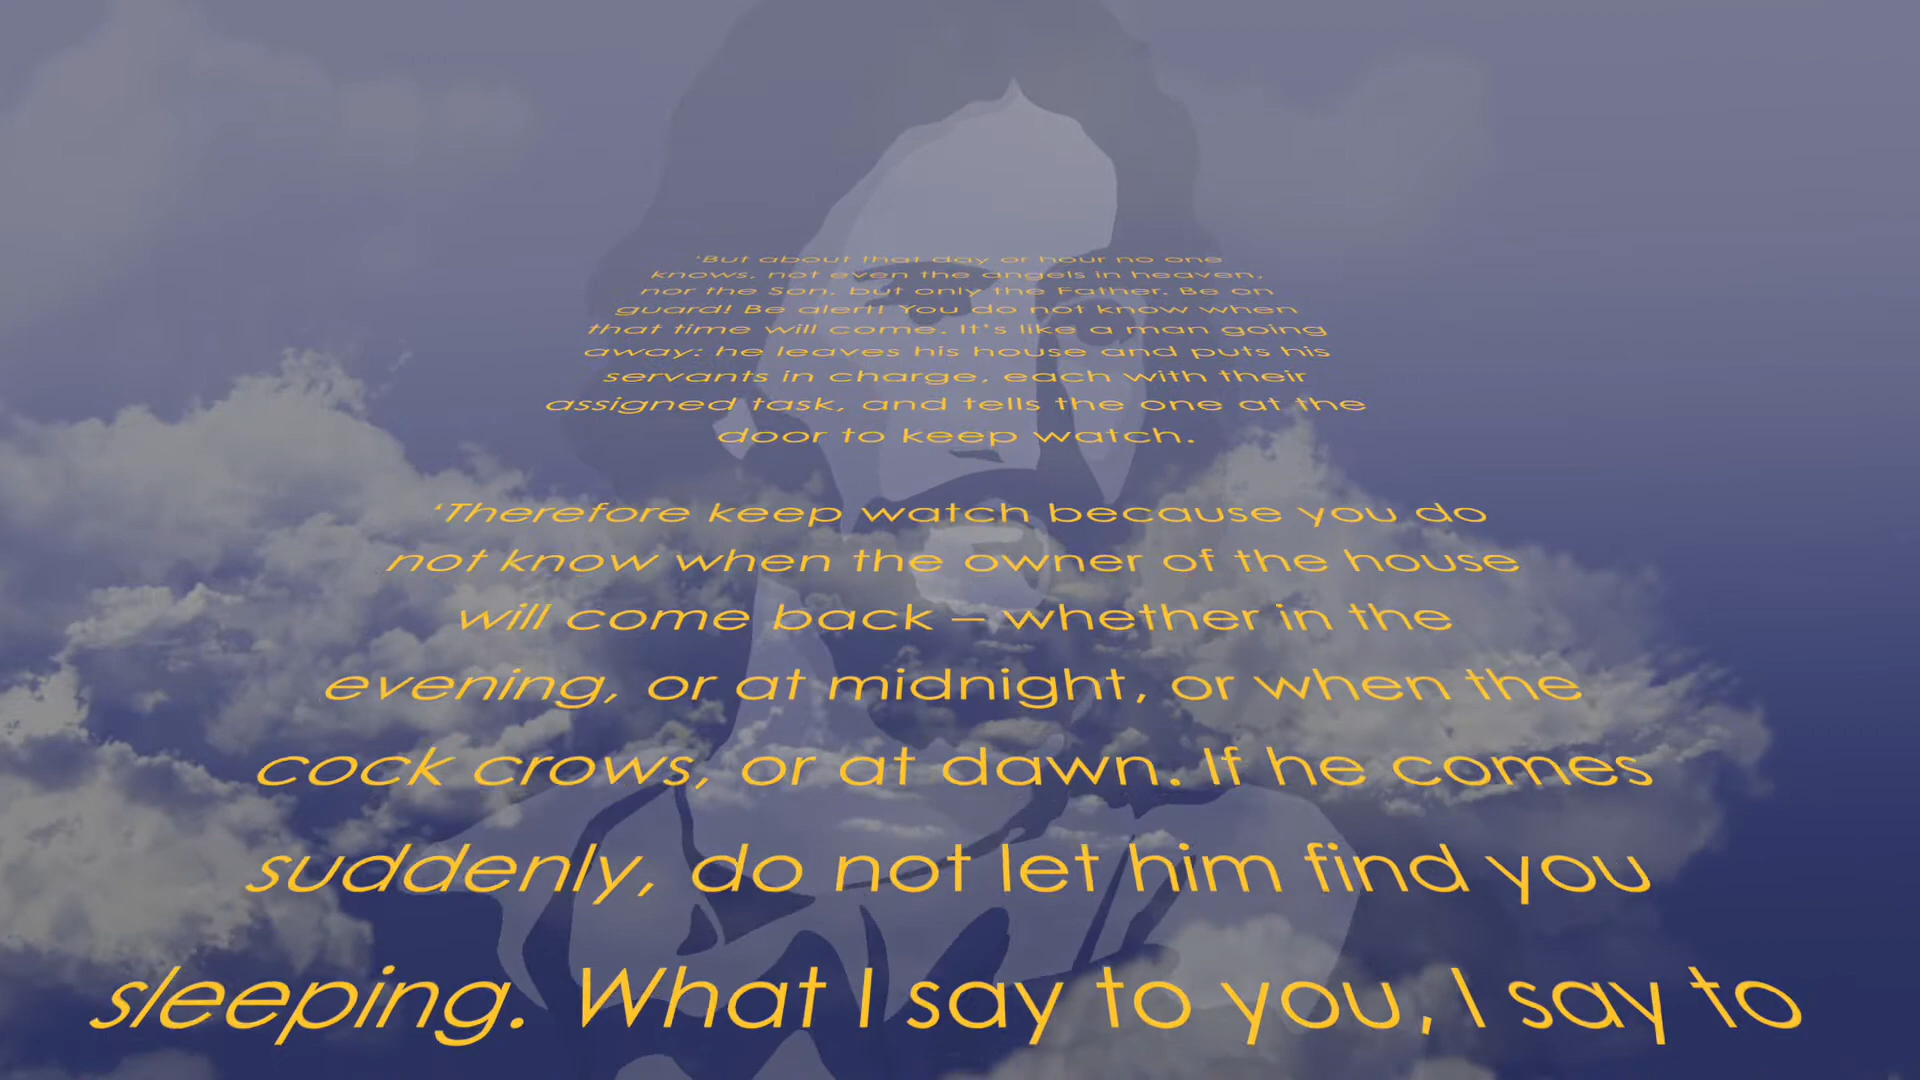 ‘But about that day or hour no one
knows, not even the angels in heaven,
nor the Son, but only the Father. Be on
guard! Be alert! You do not know when
that time will come. It's like a man going
away: he leaves his house and puts his
servants in charge, each with their
assigned task, and tells the one at the
door to keep watch.
‘Therefore keep watch because you do
not know when the owner of the house
will come back – whether in the
evening, or at midnight, or when the
cock crows, or at dawn. If he comes
suddenly, do not let him find you
sleeping. What I say to you, I say to